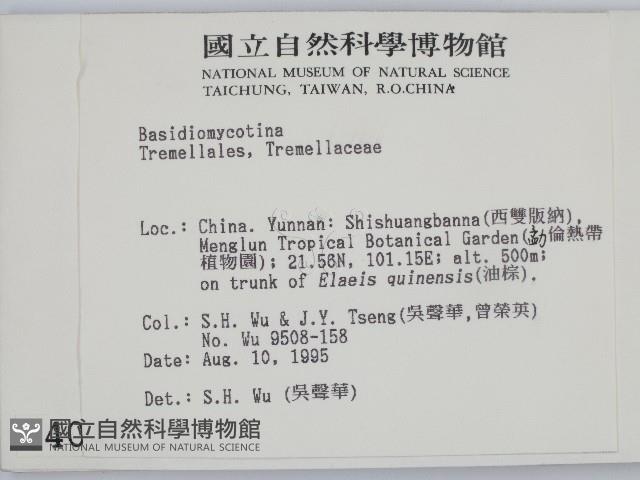 國立自然科學博物館
NATIONAL MUSEUM OF NATURAL SCIENCE
TAICHUNG, TAIWAN, R.O.CHINA
Basidiomycotina
Tremellales, Tremellaceae
Loc.: China. Yunnan: Shishuangbanna(西雙版納),
Menglun Tropical Botanical Garden(勐倫熱帶
植物園); 21.56N, 101.15E; alt. 500m;
on trunk of Elaeis quinensis(油棕).
Col.: S.H. Wu & J.Y. Tseng(吳聲華,曾榮英)
No. Wu 9508-158
Date: Aug. 10, 1995
Det.: S.H. Wu (吳聲華)
40
國立自然科學博物館
NATIONAL MUSEUM OF NATURAL SCIENCE